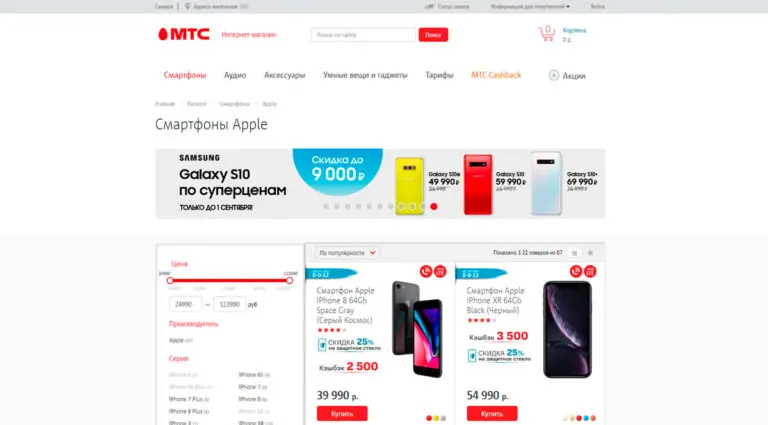 Самара Адреса магазинов Статус заказа Информация для покупателей Войти
МТС Интернет-магазин Поиск по сайту Поиск 0 Корзина
0 р.
Смартфоны Аудио Аксессуары Умные вещи и гаджеты Тарифы МТС Cashback Акции
Главная Каталог Смартфоны Apple
Смартфоны Apple
SAMSUNG
Galaxy S10
по суперценам
ТОЛЬКО ДО 1 СЕНТЯБРЯ!
Скидка до
9 000 ₽
Galaxy S10e
49 990 ₽
56 990 ₽
Galaxy S10
59 990 ₽
Galaxy S10+
69 990 ₽
76 990 ₽
Цена
24990 113990
24990 — 113990 руб
Производитель
Apple
Серия
iPhone 6S
iPhone 7
iPhone 7 Plus iPhone 8
iPhone 8 Plus
iPhone X iPhone XR
По популярности Показано 1-21 товаров из 67
0-0-12
Смартфон Apple
iPhone 8 64Gb
Space Gray
(Серый Космос)
СКИДКА 25%
на защитное стекло
Кэшбэк 2 500
39 990 р.
Купить
0-0-12
Смартфон Apple
iPhone XR 64Gb
Black (Черный)
Кэшбэк 3 500
СКИДКА 25%
на защитное стекло
54 990 р.
Купить